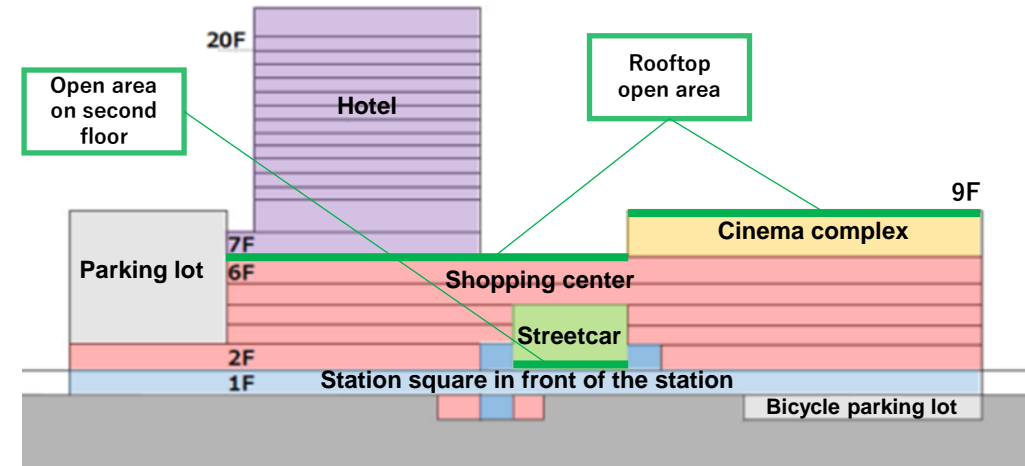 20F
Open area
on second
floor
Hotel
Rooftop
open area
9F
Cinema complex
7F
Parking lot
6F
Shopping center
Streetcar
2F
1F
Station square in front of the station
Bicycle parking lot